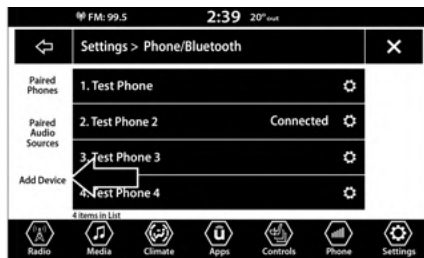 FM: 99.5 2:39 20° out
Settings > Phone/Bluetooth
Paired
Phones
1. Test Phone
Paired
Audio
Sources
2. Test Phone 2 Connected
3. Test Phone 3
Add Device
4. Test Phone 4
4 items in List
Radio Media Climate Apps Controls Phone Settings